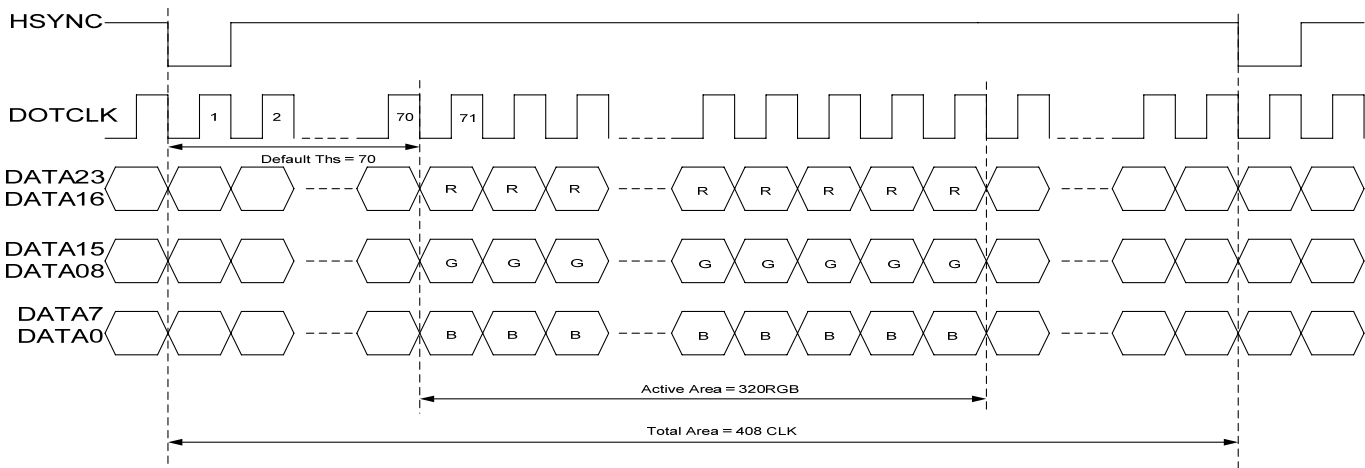 HSYNC
DOTCLK
1 2 70 71
Default Ths = 70
DATA23
DATA16
R R R R R R R R
DATA15
DATA08
G G G G G G G G
DATA7
DATA0
B B B B B B B B
Active Area = 320RGB
Total Area = 408 CLK